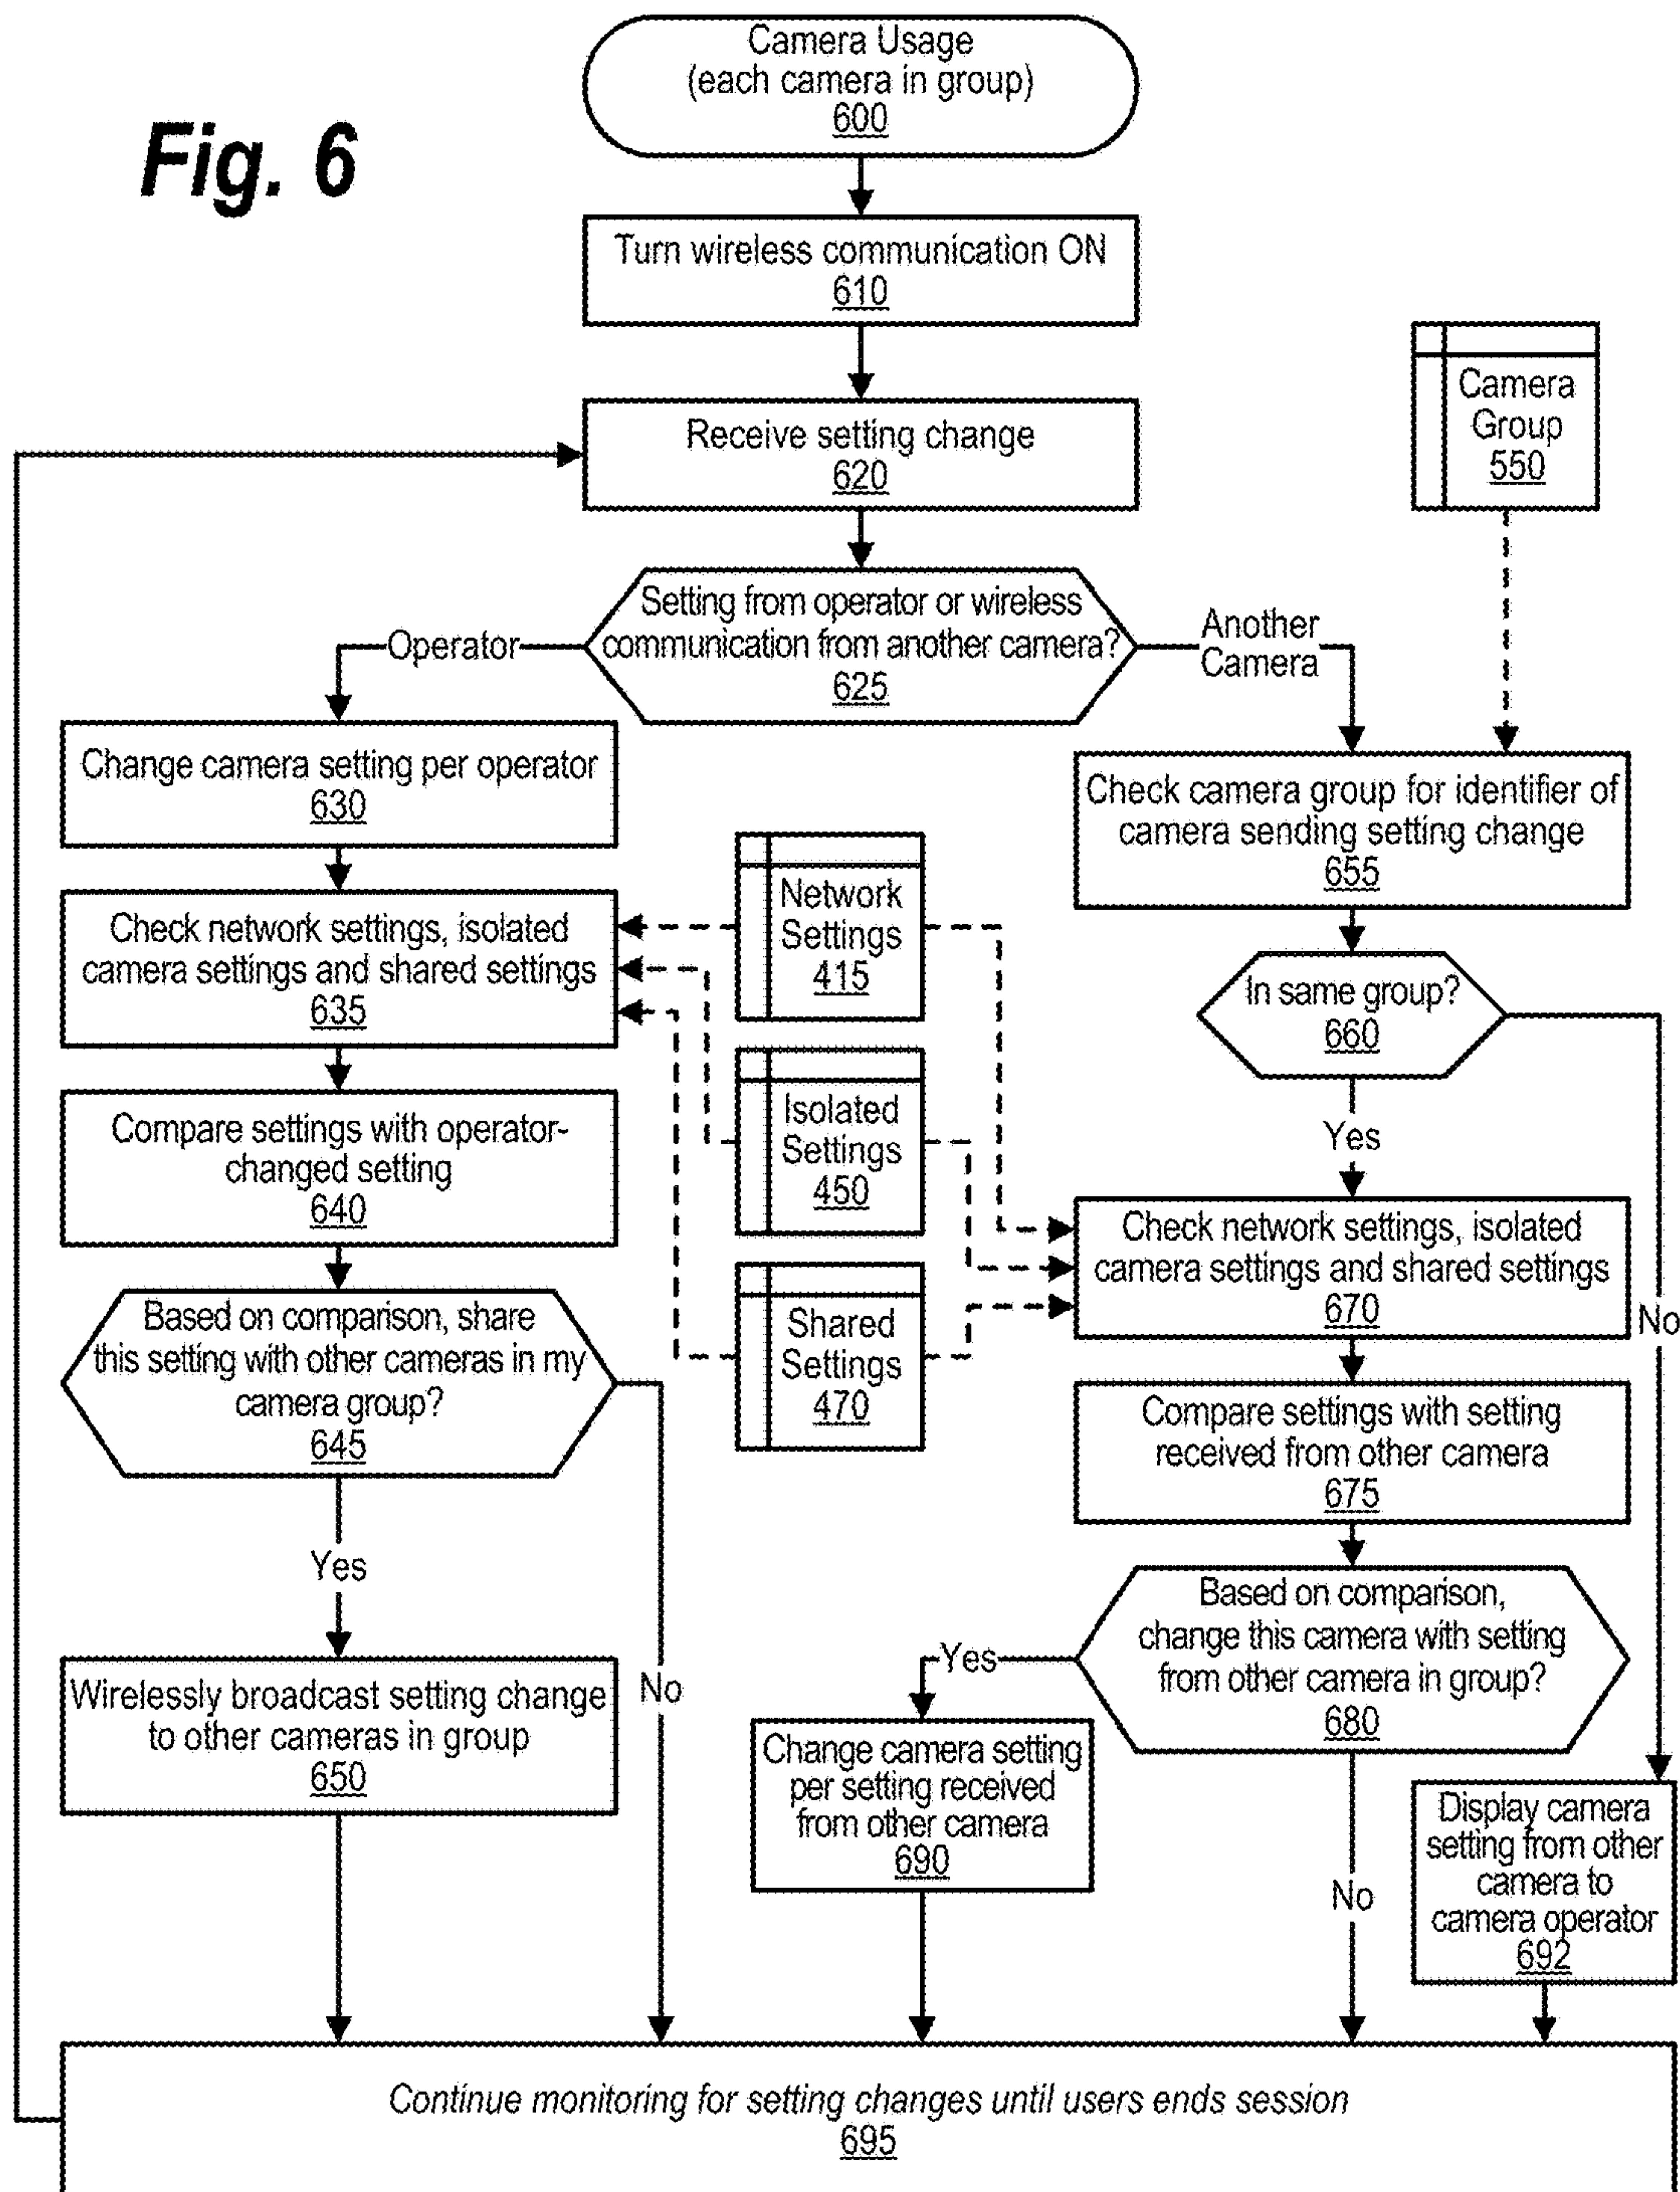 Fig. 6
Camera Usage
(each camera in group)
600
Turn wireless communication ON
610
Receive setting change
620
Camera
Group
550
Setting from operator or wireless
communication from another camera?
625
Operator
Another
Camera
Change camera setting per operator
630
Check network settings, isolated
camera settings and shared settings
635
Compare settings with operator-
changed setting
640
Based on comparison, share
this setting with other cameras in my
camera group?
645
Yes
No
Wirelessly broadcast setting change
to other cameras in group
650
Network
Settings
415
Isolated
Settings
450
Shared
Settings
470
Check camera group for identifier of
camera sending setting change
655
In same group?
660
Yes
No
Check network settings, isolated
camera settings and shared settings
670
Compare settings with setting
received from other camera
675
Based on comparison,
change this camera with setting
from other camera in group?
680
Yes
No
Change camera setting
per setting received
from other camera
690
Display camera
setting from other
camera to
camera operator
692
Continue monitoring for setting changes until users ends session
695